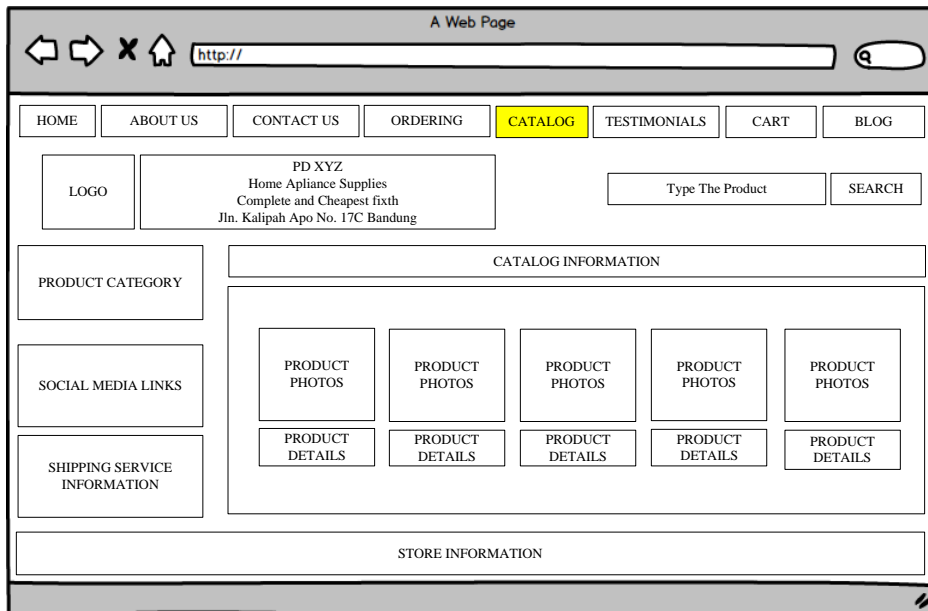 A Web Page
http://
HOME
ABOUT US
CONTACT US
ORDERING
CATALOG
TESTIMONIALS
CART
BLOG
LOGO
PD XYZ
Home Apliance Supplies
Complete and Cheapest fixth
Jln. Kalipah Apo No. 17C Bandung
Type The Product
SEARCH
PRODUCT CATEGORY
SOCIAL MEDIA LINKS
SHIPPING SERVICE
INFORMATION
CATALOG INFORMATION
PRODUCT
PHOTOS
PRODUCT
PHOTOS
PRODUCT
PHOTOS
PRODUCT
PHOTOS
PRODUCT
PHOTOS
PRODUCT
DETAILS
PRODUCT
DETAILS
PRODUCT
DETAILS
PRODUCT
DETAILS
PRODUCT
DETAILS
STORE INFORMATION